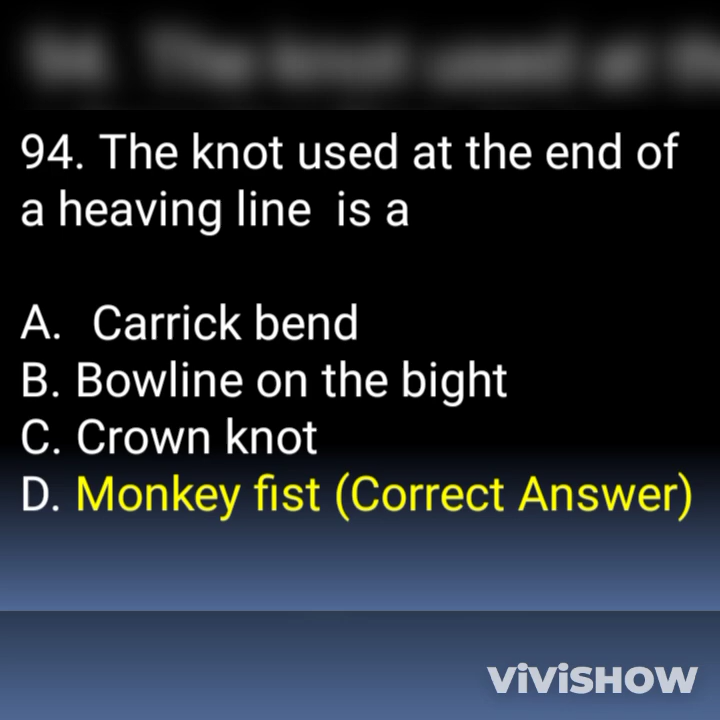 94. The knot used at the end of
a heaving line is a
A. Carrick bend
B. Bowline on the bight
C. Crown knot
D. Monkey fist (Correct Answer)
ViViSHOW